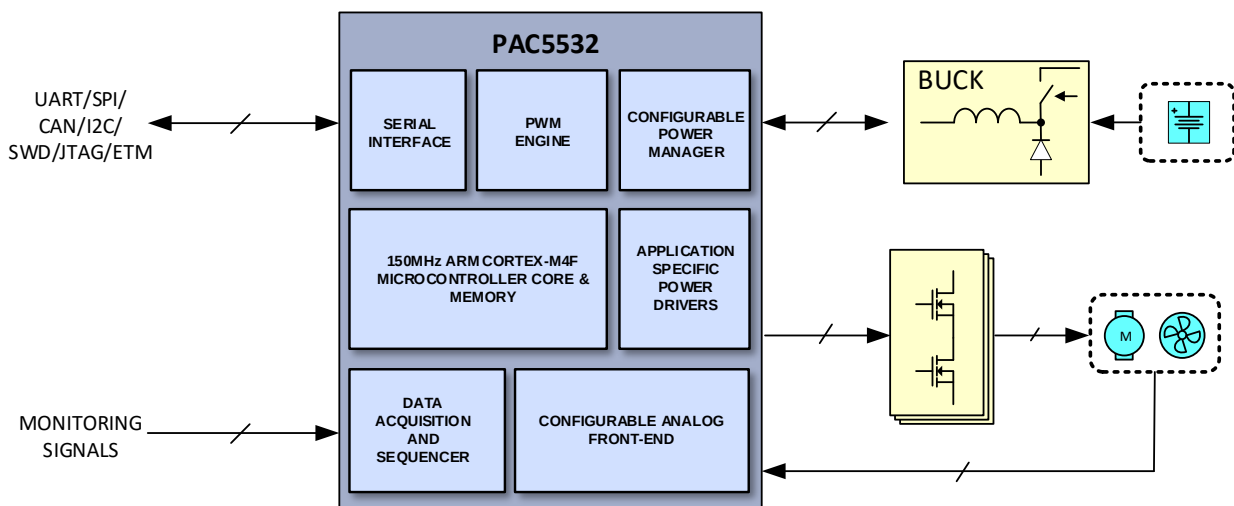 PAC5532
UART/SPI/
CAN/I2C/
SWD/JTAG/ETM
SERIAL
INTERFACE
PWM
ENGINE
CONFIGURABLE
POWER
MANAGER
BUCK
+
150MHz ARM CORTEX-M4F
MICROCONTROLLER CORE &
MEMORY
APPLICATION
SPECIFIC
POWER
DRIVERS
M
MONITORING
SIGNALS
DATA
ACQUISITION
AND
SEQUENCER
CONFIGURABLE ANALOG
FRONT-END